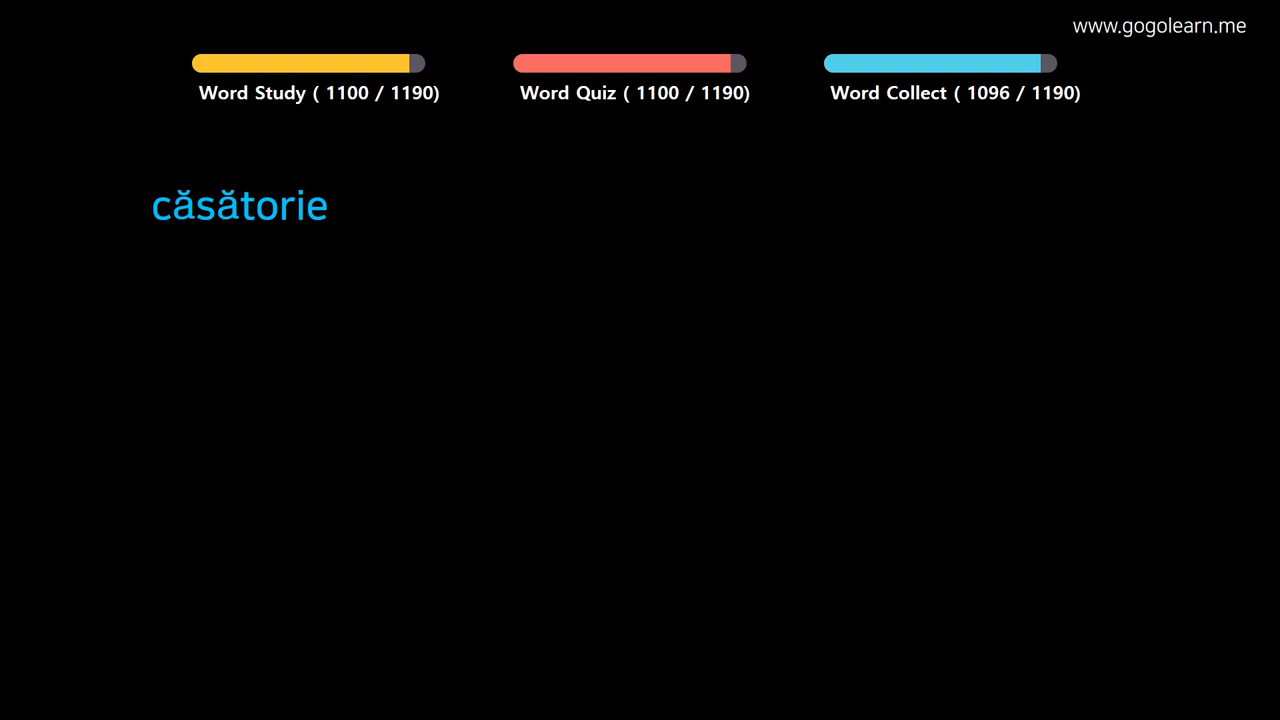 www.gogolearn.me
Word Study ( 1100 / 1190)
Word Quiz ( 1100 / 1190)
Word Collect ( 1096 / 1190)
căsătorie